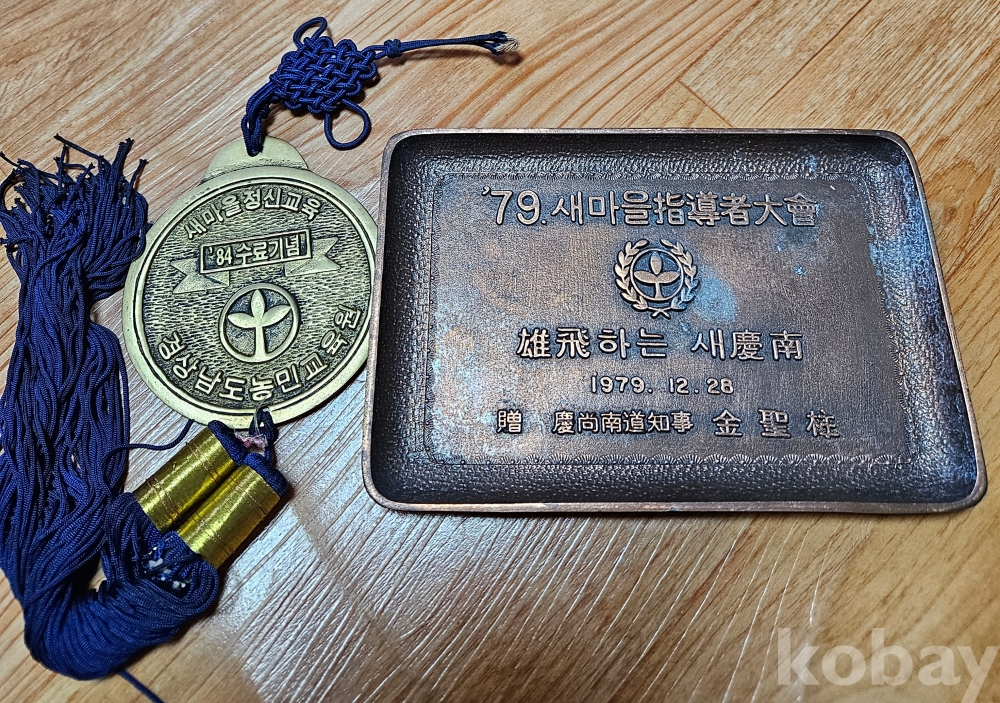 새마을정신교육
'84 수료기념
경상남도농민교육원
'79. 새마을指導者大會
雄飛하는 새慶南
1979. 12. 28
贈 慶尚南道知事 金聖柱
kobay